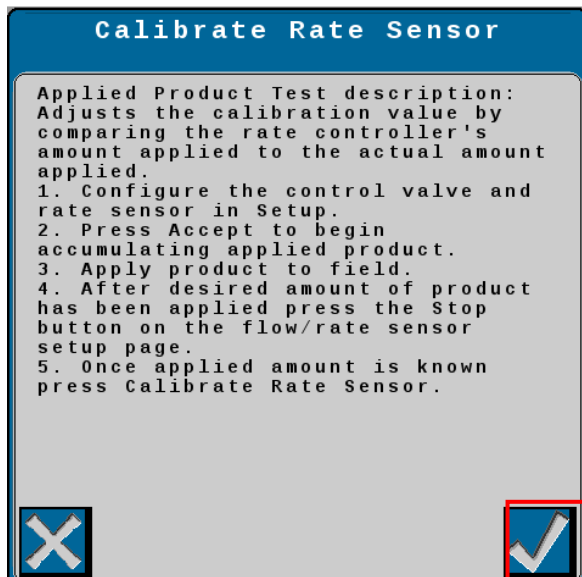 Calibrate Rate Sensor
Applied Product Test description:
Adjusts the calibration value by
comparing the rate controller's
amount applied to the actual amount
applied.
1. Configure the control valve and
rate sensor in Setup.
2. Press Accept to begin
accumulating applied product.
3. Apply product to field.
4. After desired amount of product
has been applied press the Stop
button on the flow/rate sensor
setup page.
5. Once applied amount is known
press Calibrate Rate Sensor.